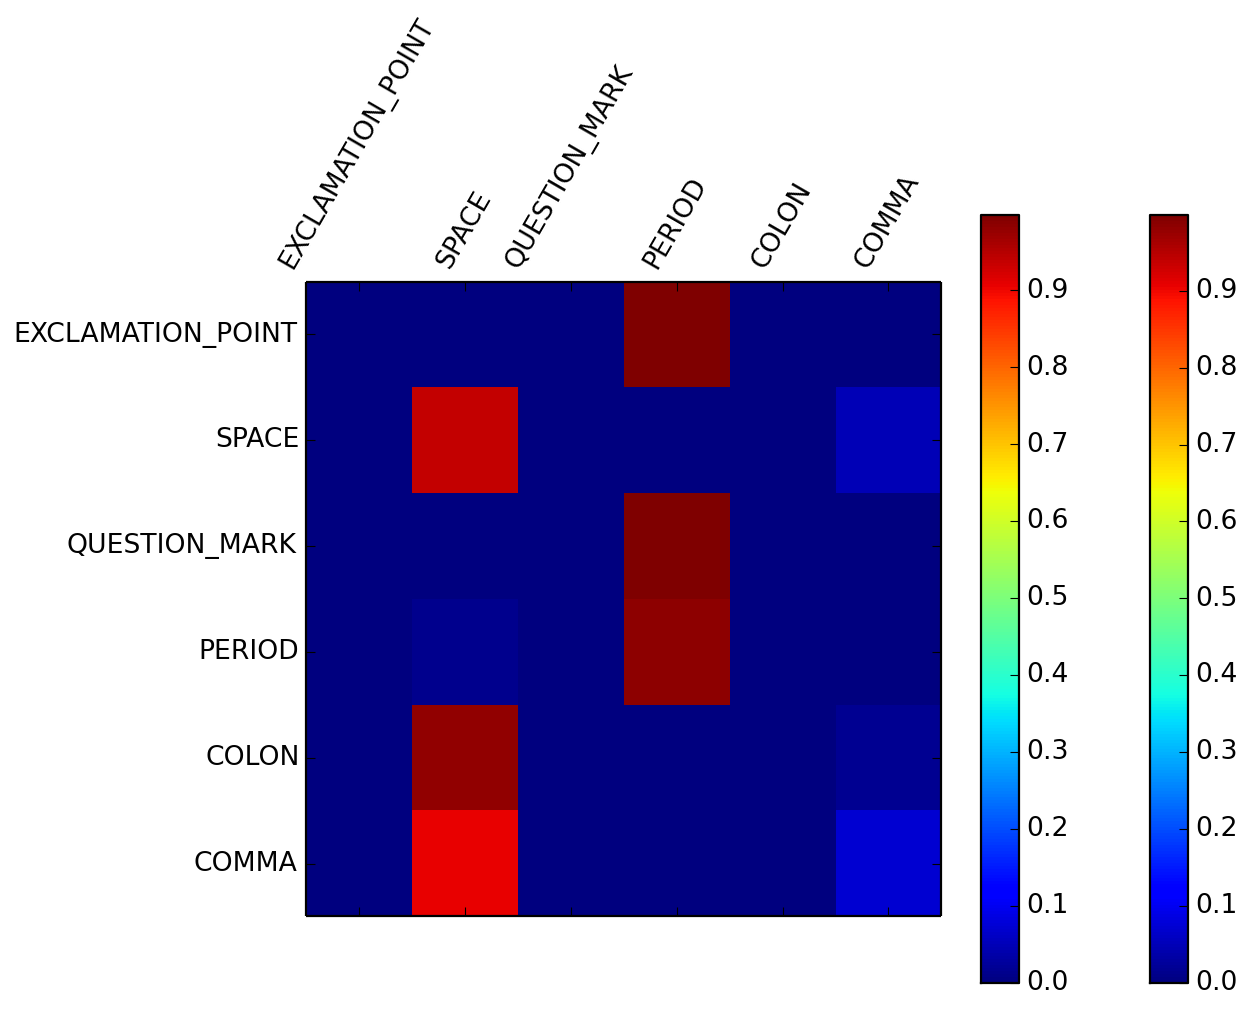 EXCLAMATION_POINT
SPACE
QUESTION_MARK
PERIOD
COLON
COMMA
EXCLAMATION_POINT
SPACE
QUESTION_MARK
PERIOD
COLON
COMMA
0.9
0.8
0.7
0.6
0.5
0.4
0.3
0.2
0.1
0.0
0.9
0.8
0.7
0.6
0.5
0.4
0.3
0.2
0.1
0.0